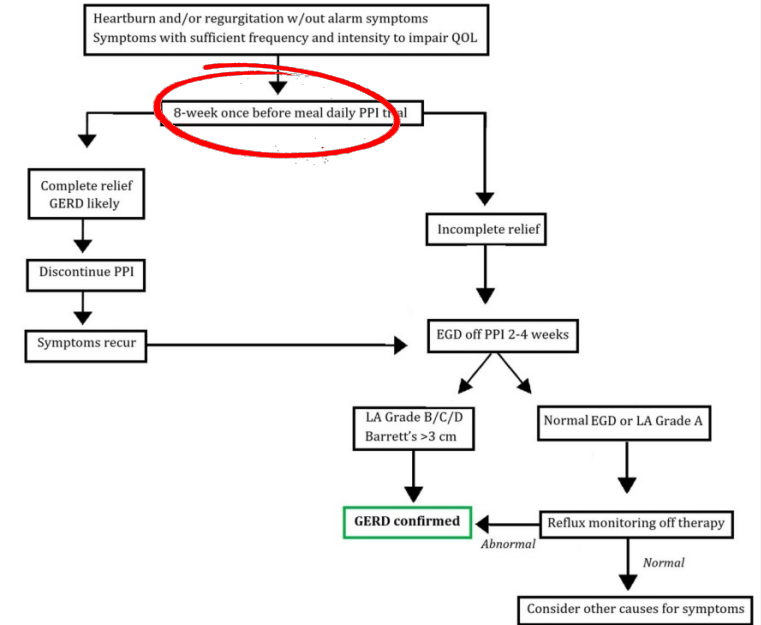 Heartburn and/or regurgitation w/out alarm symptoms
Symptoms with sufficient frequency and intensity to impair QOL
8-week once before meal daily PPI trial
Complete relief
GERD likely
Incomplete relief
Discontinue PPI
Symptoms recur
EGD off PPI 2-4 weeks
LA Grade B/C/D
Barrett's >3 cm
Normal EGD or LA Grade A
GERD confirmed
Reflux monitoring off therapy
Abnormal
Normal
Consider other causes for symptoms